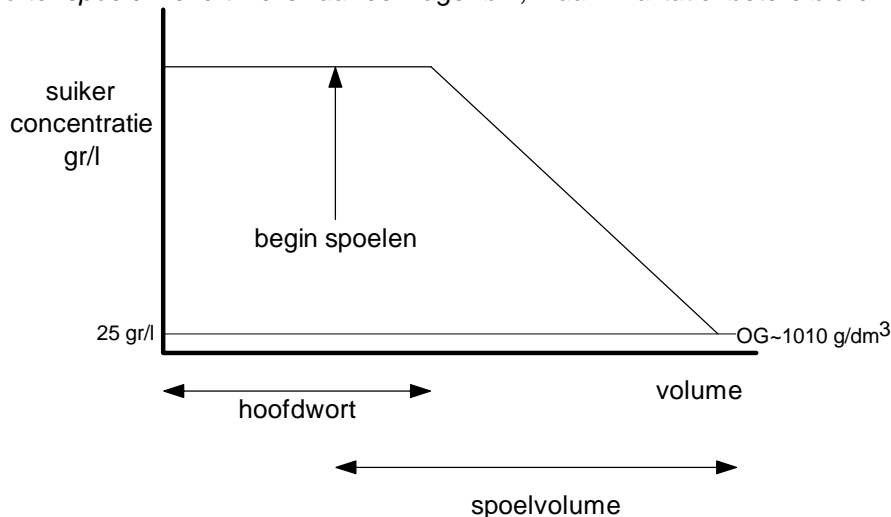 suiker
concentratie
gr/l
begin spoelen
25 gr/l
OG~1010 g/dm³
hoofdwort
volume
spoelvolume